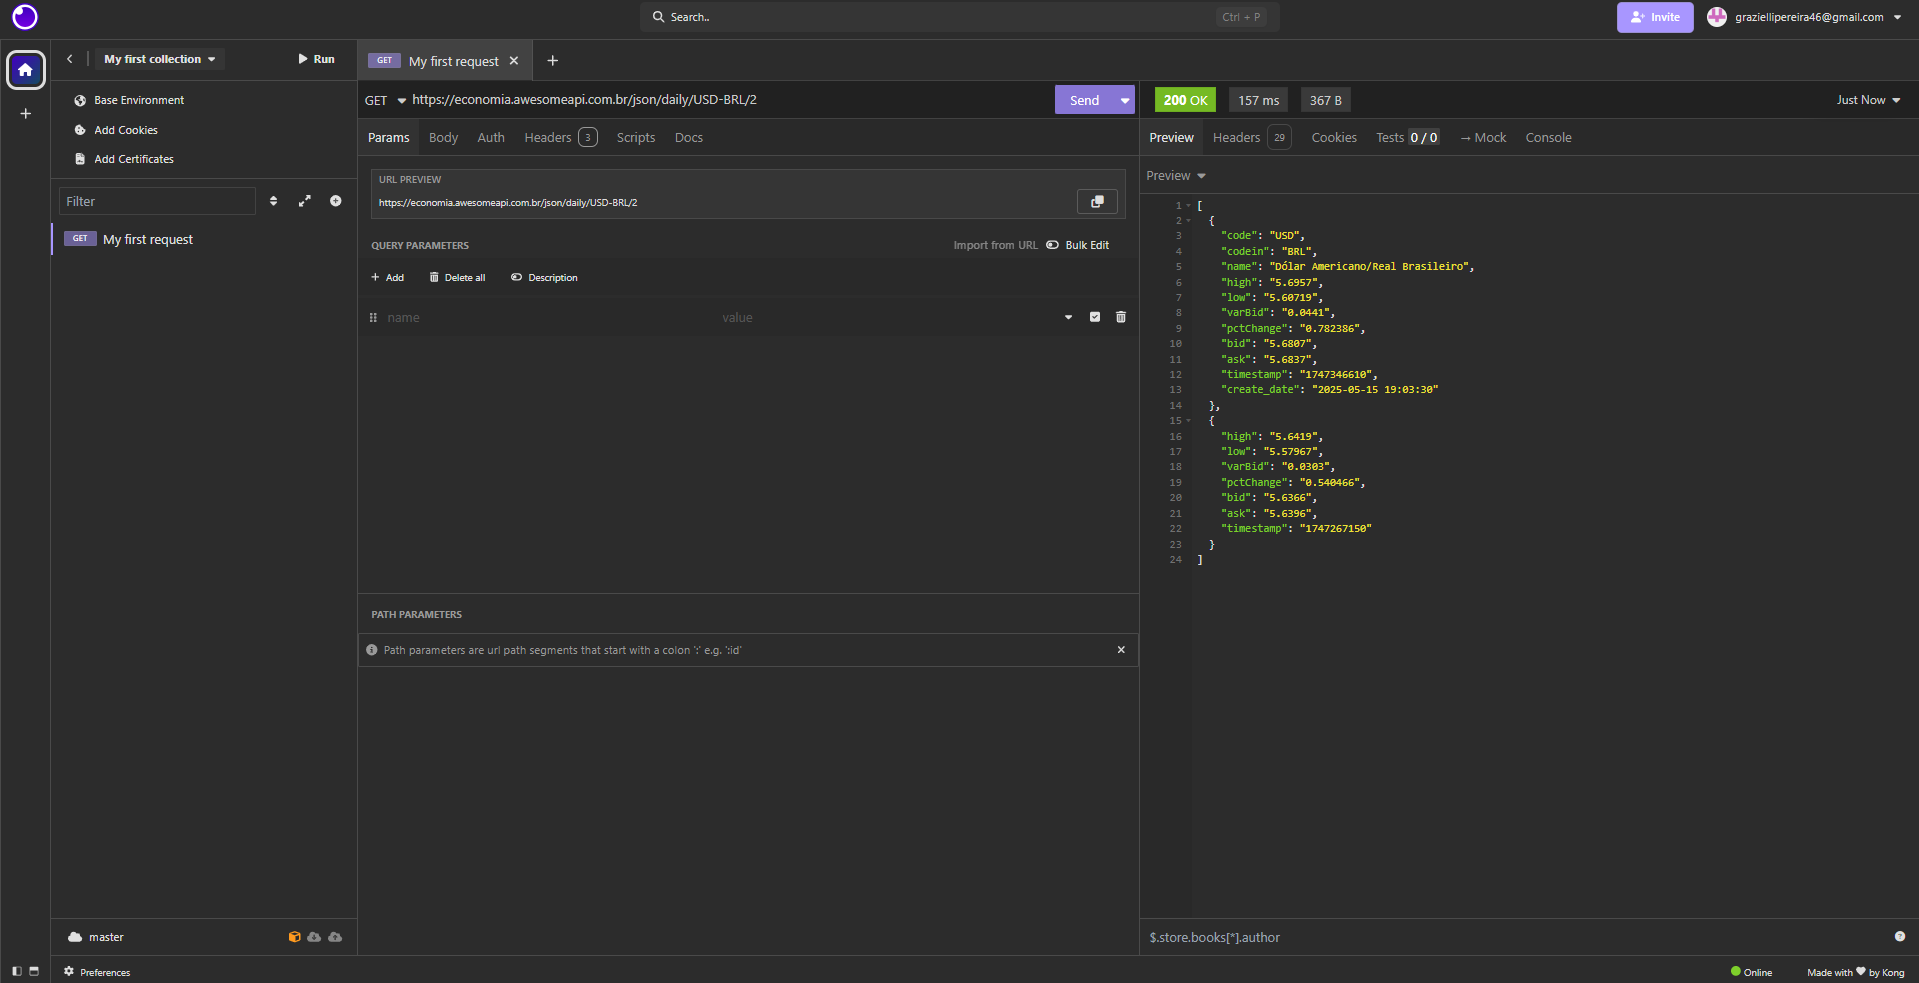 Search..
Ctrl + P
Invite
graziellipereira46@gmail.com
My first collection
Run
Base Environment
Add Cookies
Add Certificates
Filter
GET My first request
master
Preferences
GET My first request
GET https://economia.awesomeapi.com.br/json/daily/USD-BRL/2
Send
Params Body Auth Headers 3 Scripts Docs
URL PREVIEW
https://economia.awesomeapi.com.br/json/daily/USD-BRL/2
QUERY PARAMETERS
Import from URL Bulk Edit
Add Delete all Description
name value
PATH PARAMETERS
Path parameters are url path segments that start with a colon ':' e.g. ':id'
200 OK 157 ms 367 B
Just Now
Preview Headers 29 Cookies Tests 0 / 0 → Mock Console
Preview
1 [
2 {
3 "code": "USD",
4 "codein": "BRL",
5 "name": "Dólar Americano/Real Brasileiro",
6 "high": "5.6957",
7 "low": "5.60719",
8 "varBid": "0.0441",
9 "pctChange": "0.782386",
10 "bid": "5.6807",
11 "ask": "5.6837",
12 "timestamp": "1747346610",
13 "create_date": "2025-05-15 19:03:30"
14 },
15 {
16 "high": "5.6419",
17 "low": "5.57967",
18 "varBid": "0.0303",
19 "pctChange": "0.540466",
20 "bid": "5.6366",
21 "ask": "5.6396",
22 "timestamp": "1747267150"
23 }
24 ]
$.store.books[*].author
Online
Made with ♥ by Kong